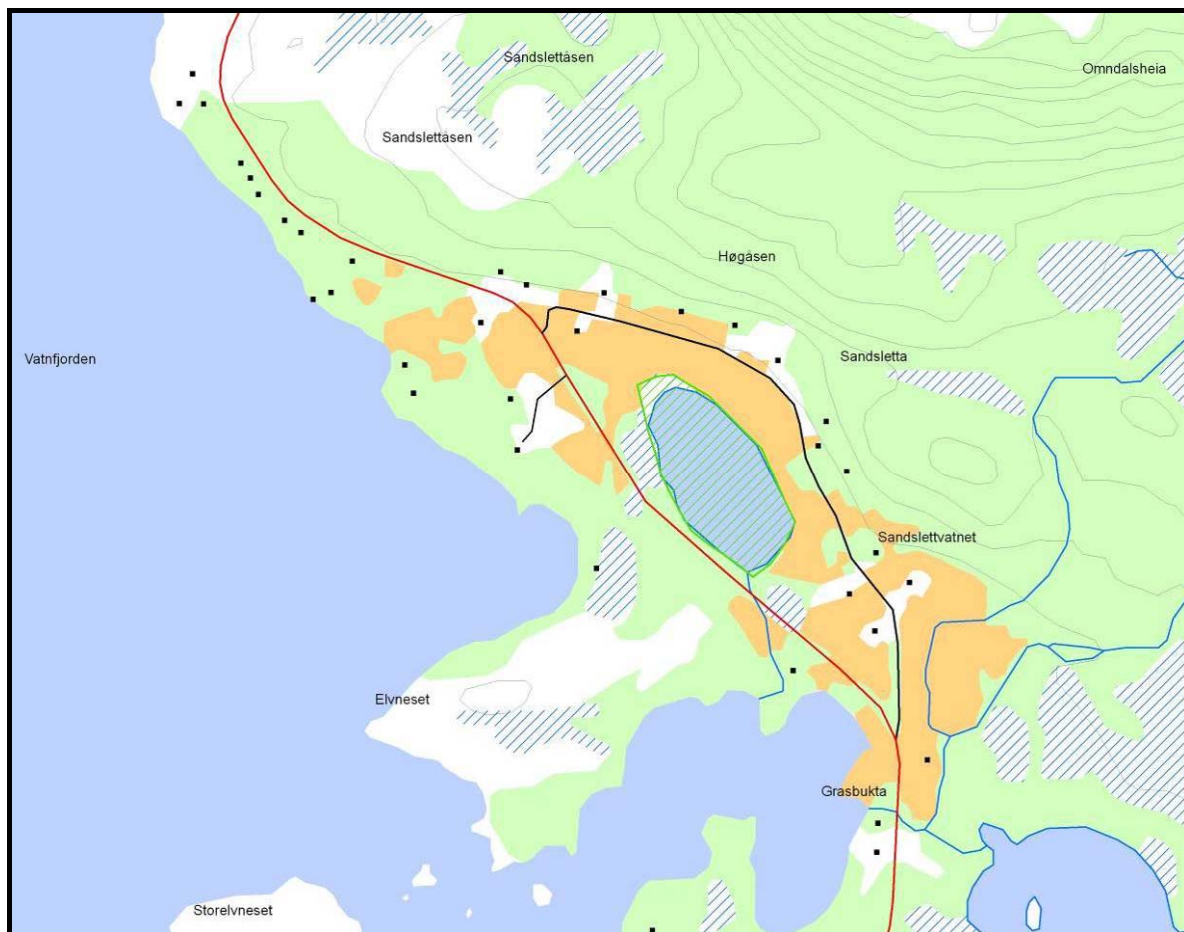 Sandslettåsen
Omndalsheia
Sandslettåsen
Høgåsen
Vatnfjorden
Sandsletta
Sandslettvatnet
Elvneset
Grasbukta
Storelvneset